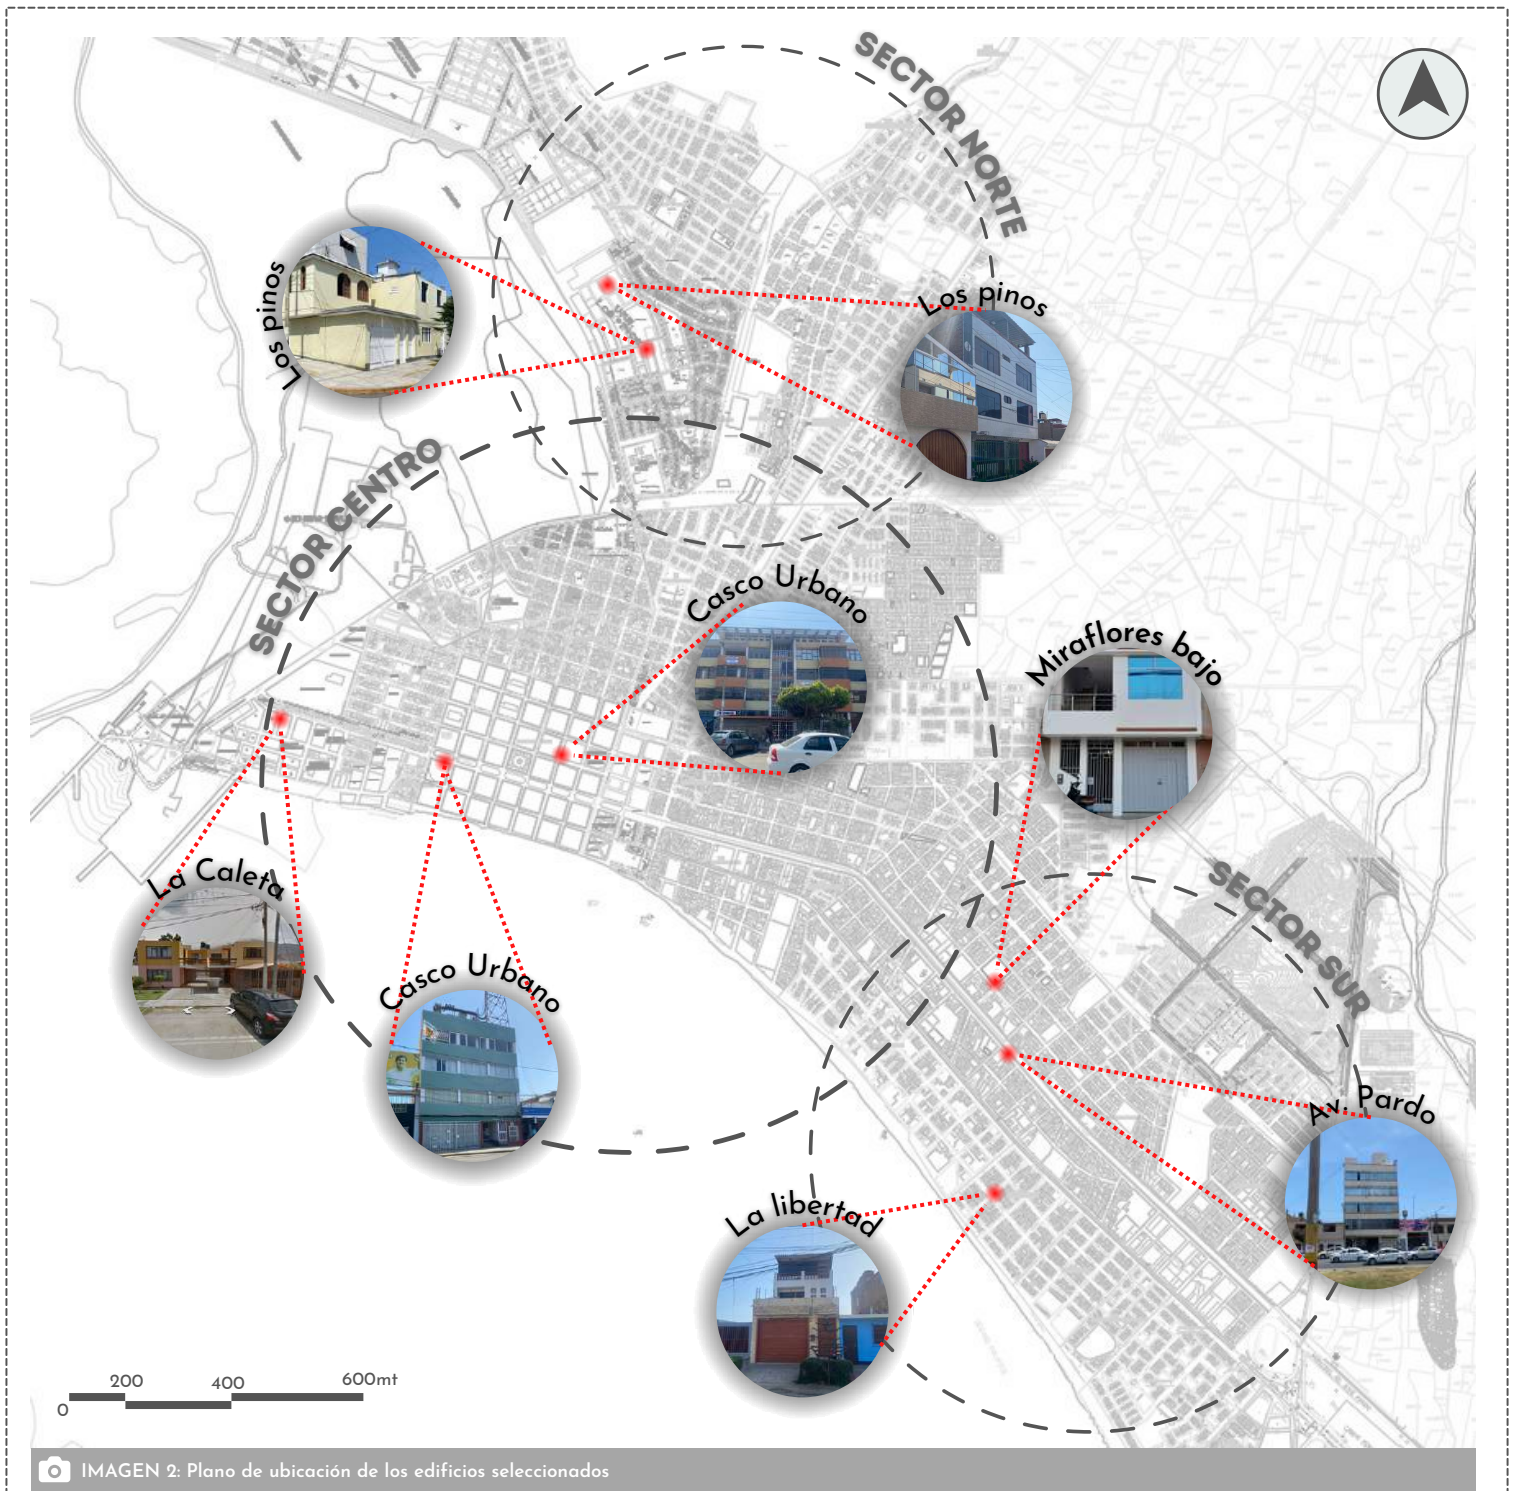 SECTOR NORTE
Los pinos
Los pinos
SECTOR CENTRO
Casco Urbano
Miraflores bajo
La Caleta
SECTOR SUR
Casco Urbano
Av. Pardo
La libertad
200 400 600mt
0
IMAGEN 2: Plano de ubicación de los edificios seleccionados